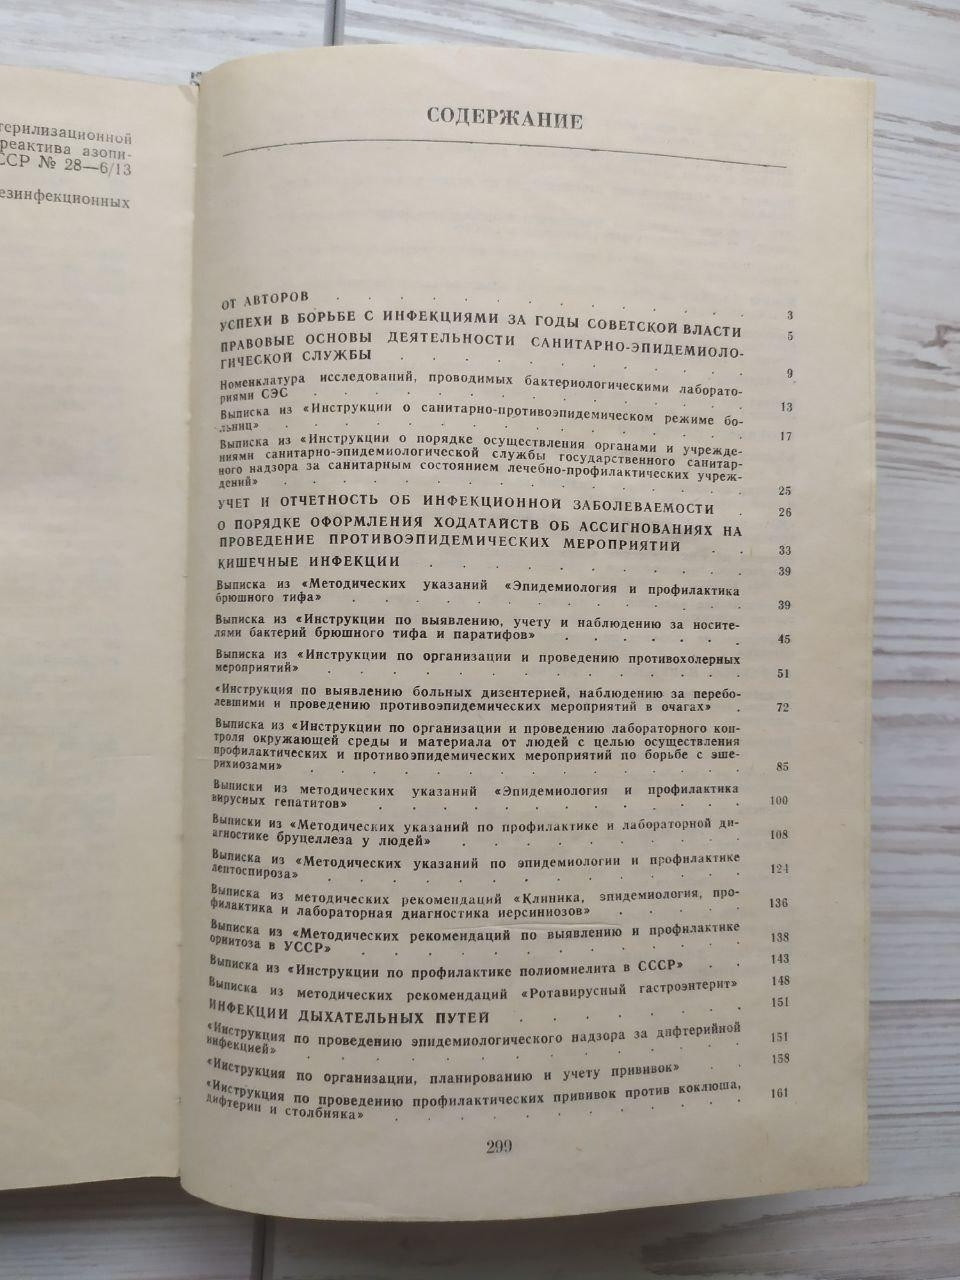 терилизационной
реактива азопи-
ССР № 28—6/13
езинфекционных
СОДЕРЖАНИЕ
ОТ АВТОРОВ . . . . . . . . . . 3
УСПЕХИ В БОРЬБЕ С ИНФЕКЦИЯМИ ЗА ГОДЫ СОВЕТСКОЙ ВЛАСТИ 5
ПРАВОВЫЕ ОСНОВЫ ДЕЯТЕЛЬНОСТИ САНИТАРНО-ЭПИДЕМИОЛО-
ГИЧЕСКОЙ СЛУЖБЫ . . . . . . . . 9
Номенклатура исследований, проводимых бактериологическими лаборато-
риями СЭС . . . . . . . . . . 13
Выписка из «Инструкции о санитарно-противоэпидемическом режиме бо-
льниц» . . . . . . . . . . 17
Выписка из «Инструкции о порядке осуществления органами и учрежде-
ниями санитарно-эпидемиологической службы государственного санитар-
ного надзора за санитарным состоянием лечебно-профилактических учреж-
дений» . . . . . . . . . . 25
УЧЕТ И ОТЧЕТНОСТЬ ОБ ИНФЕКЦИОННОЙ ЗАБОЛЕВАЕМОСТИ . 26
О ПОРЯДКЕ ОФОРМЛЕНИЯ ХОДАТАЙСТВ ОБ АССИГНОВАНИЯХ НА
ПРОВЕДЕНИЕ ПРОТИВОЭПИДЕМИЧЕСКИХ МЕРОПРИЯТИЙ . . 33
КИШЕЧНЫЕ ИНФЕКЦИИ . . . . . . . . 39
Выписка из «Методических указаний «Эпидемиология и профилактика
брюшного тифа» . . . . . . . . . 39
Выписка из «Инструкции по выявлению, учету и наблюдению за носите-
лями бактерий брюшного тифа и паратифов» . . . . . . . 45
Выписка из «Инструкции по организации и проведению противохолерных
мероприятий» . . . . . . . . . . 51
«Инструкция по выявлению больных дизентерией, наблюдению за перебо-
левшими и проведению противоэпидемических мероприятий в очагах» . 72
Выписка из «Инструкции по организации и проведению лабораторного кон-
троля окружающей среды и материала от людей с целью осуществления
профилактических и противоэпидемических мероприятий по борьбе с эше-
рихиозами» . . . . . . . . . . 85
Выписки из методических указаний «Эпидемиология и профилактика
вирусных гепатитов» . . . . . . . . . 100
Выписки из «Методических указаний по профилактике и лабораторной ди-
агностике бруцеллеза у людей» . . . . . . . 108
Выписка из «Методических указаний по эпидемиологии и профилактике
лептоспироза» . . . . . . . . . . 124
Выписка из методических рекомендаций «Клиника, эпидемиология, про-
филактика и лабораторная диагностика иерсиниозов» . . . . 136
Выписка из «Методических рекомендаций по выявлению и профилактике
орнитоза в УССР» . . . . . . . . . 138
Выписка из «Инструкции по профилактике полиомиелита в СССР» . . 143
Выписка из методических рекомендаций «Ротавирусный гастроэнтерит» 148
ИНФЕКЦИИ ДЫХАТЕЛЬНЫХ ПУТЕЙ . . . . . . 151
«Инструкция по проведению эпидемиологического надзора за дифтерийной
инфекцией» . . . . . . . . . . 151
«Инструкция по организации, планированию и учету прививок» . . 158
«Инструкция по проведению профилактических прививок против коклюша,
дифтерии и столбняка» . . . . . . . . . 161
299